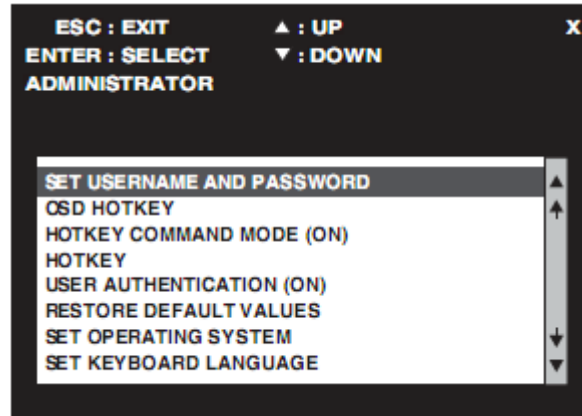 ESC : EXIT ▲ : UP X
ENTER : SELECT ▼ : DOWN
ADMINISTRATOR
SET USERNAME AND PASSWORD
OSD HOTKEY
HOTKEY COMMAND MODE (ON)
HOTKEY
USER AUTHENTICATION (ON)
RESTORE DEFAULT VALUES
SET OPERATING SYSTEM
SET KEYBOARD LANGUAGE